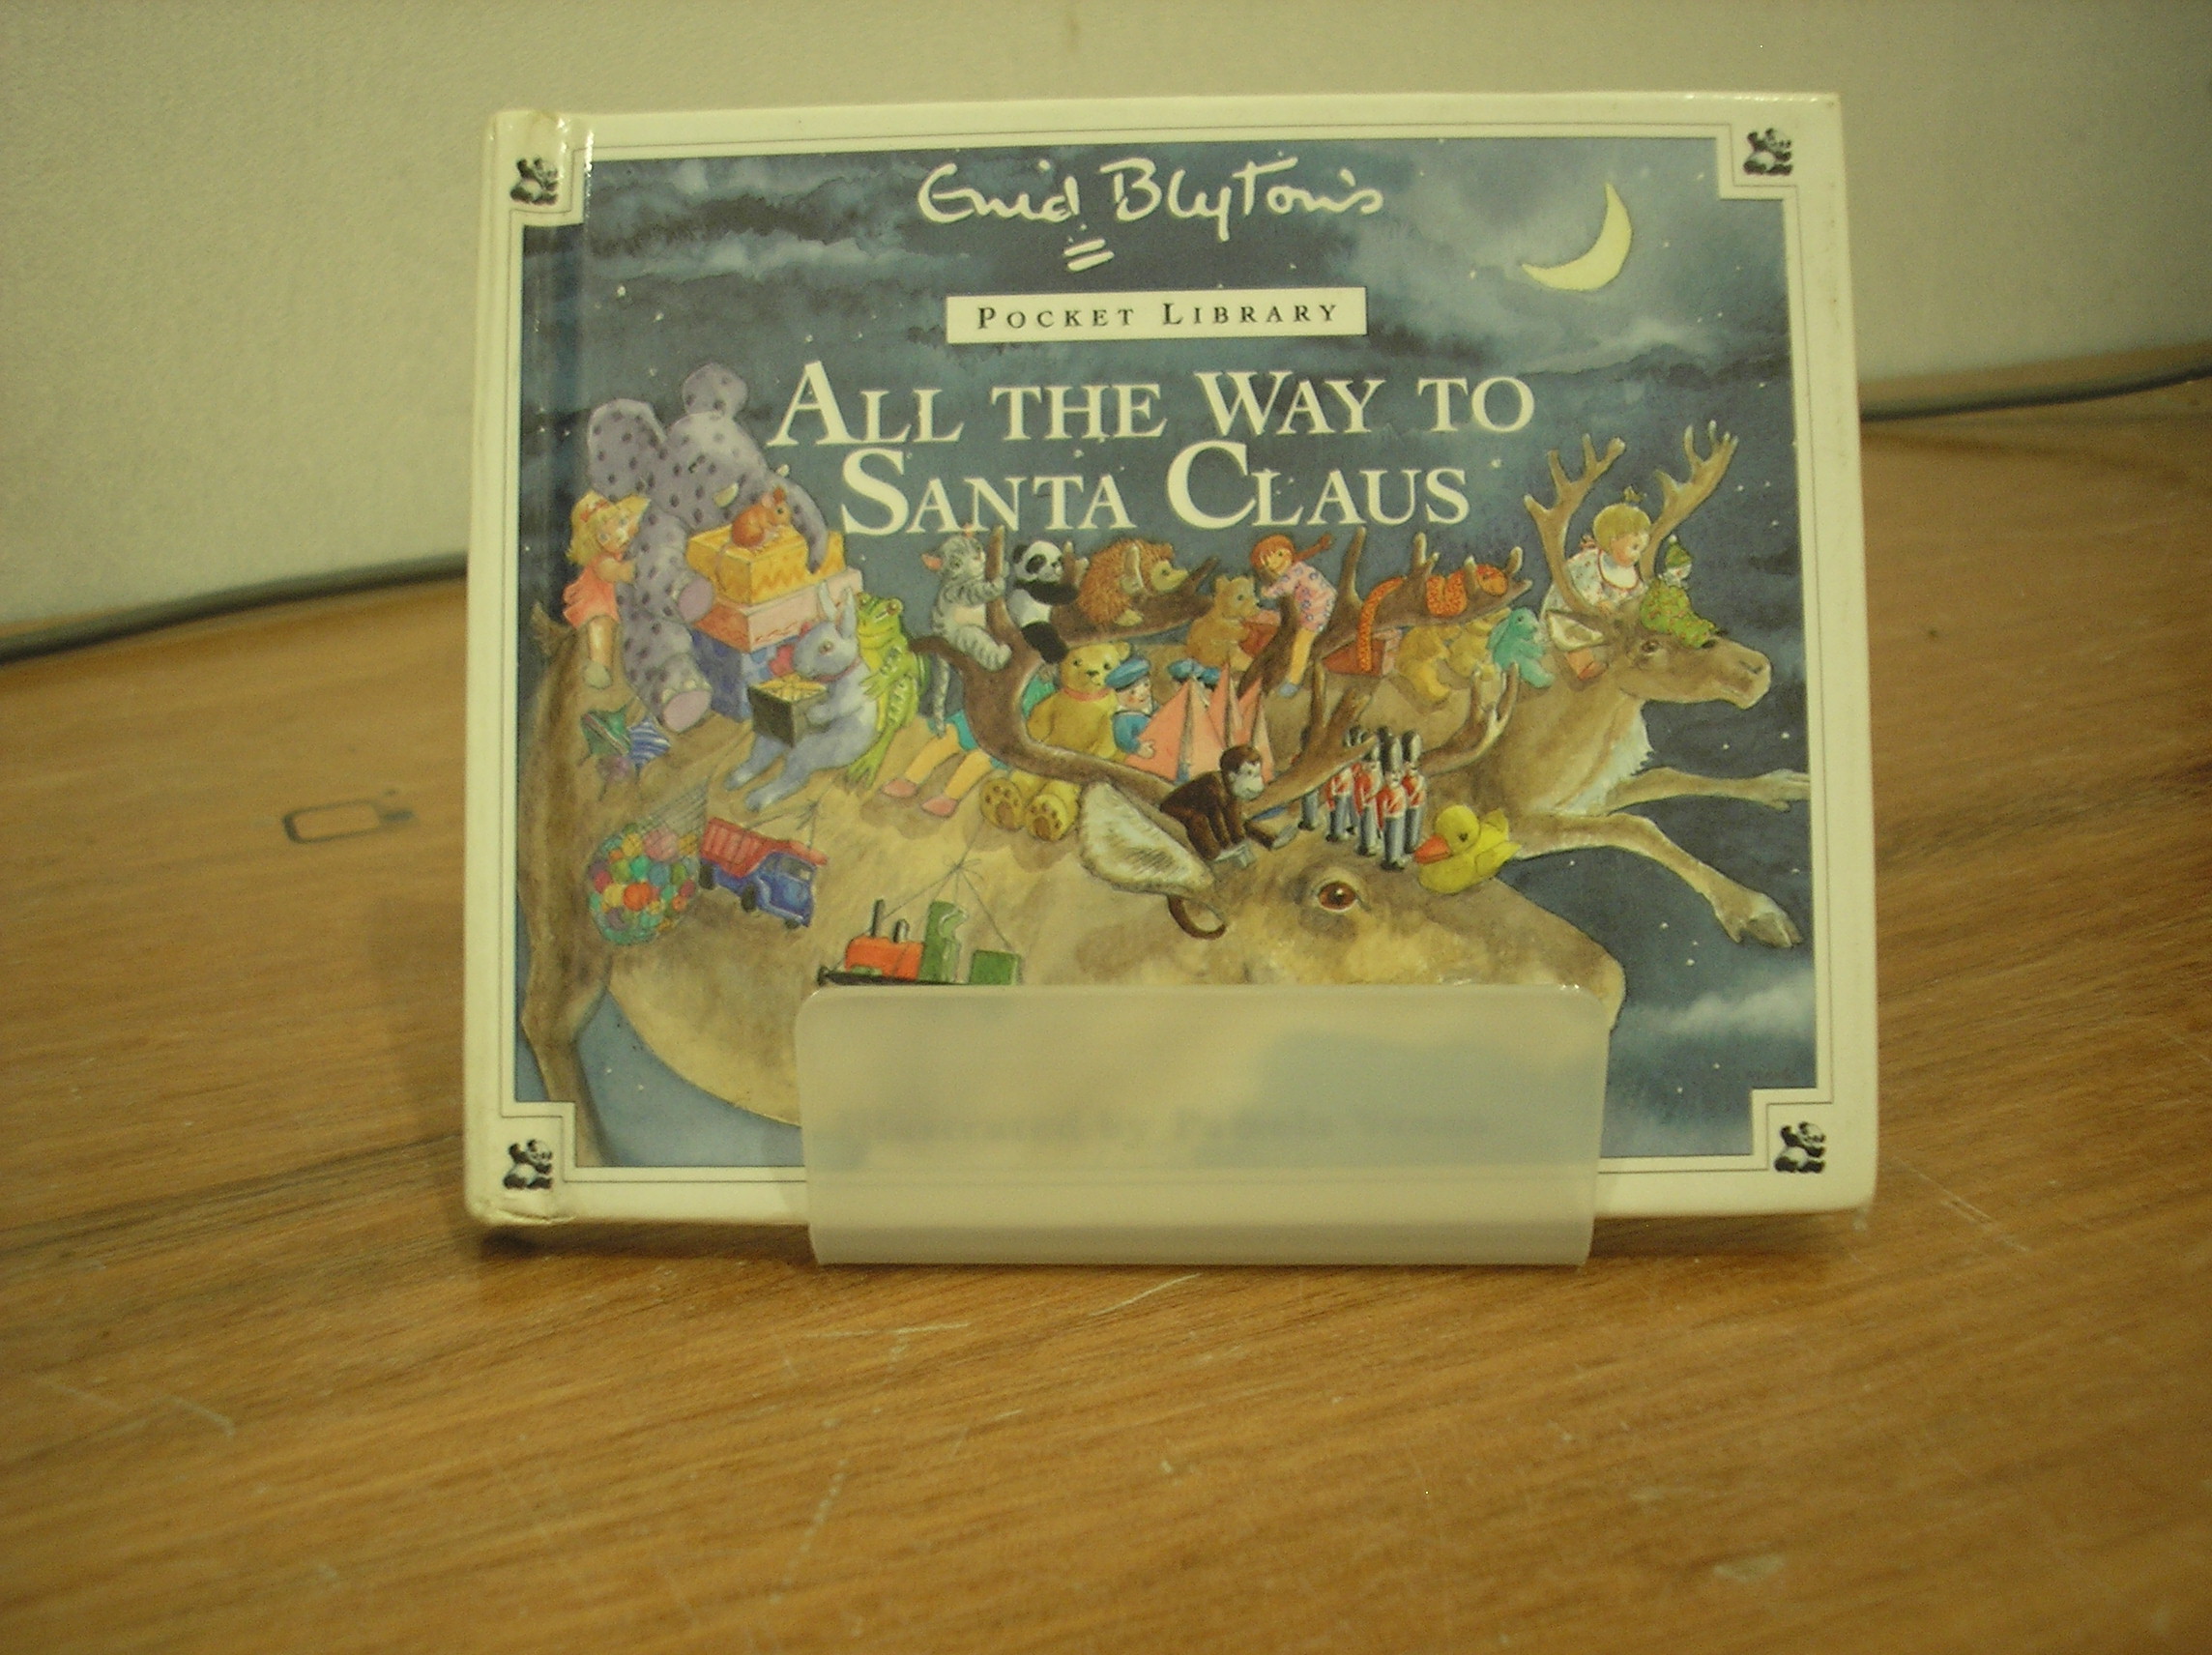 Enid Blyton's
POCKET LIBRARY
ALL THE WAY TO
SANTA CLAUS